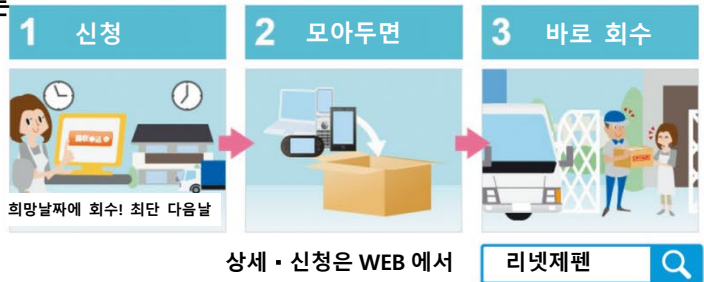 는
1 신청
2 모아두면
3 바로 회수
희망날짜에 회수! 최단 다음날
상세 ▪ 신청은 WEB 에서
리넷제펜